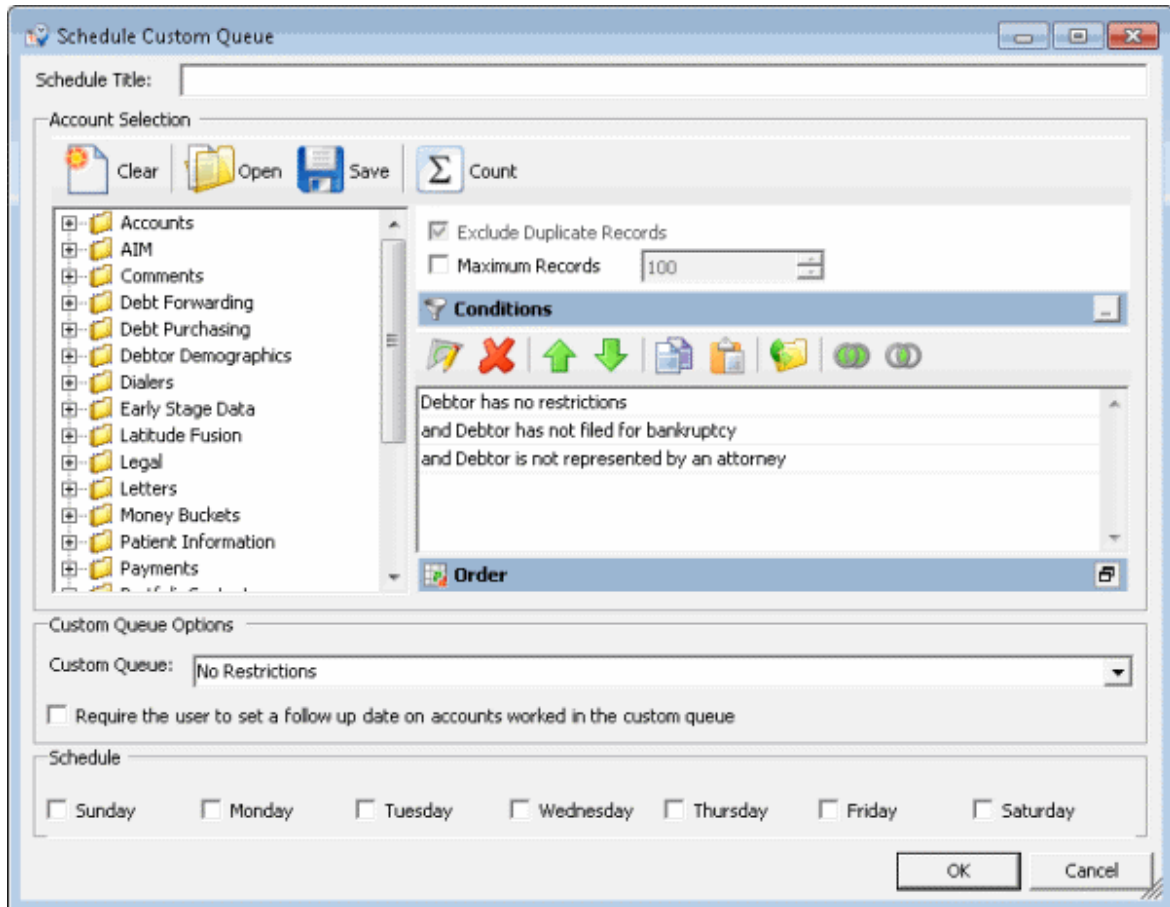 Schedule Custom Queue
Schedule Title:
Account Selection
Clear Open Save Count
Accounts
AIM
Comments
Debt Forwarding
Debt Purchasing
Debtor Demographics
Dialers
Early Stage Data
Latitude Fusion
Legal
Letters
Money Buckets
Patient Information
Payments
Exclude Duplicate Records
Maximum Records 100
Conditions
Debtor has no restrictions
and Debtor has not filed for bankruptcy
and Debtor is not represented by an attorney
Order
Custom Queue Options
Custom Queue: No Restrictions
Require the user to set a follow up date on accounts worked in the custom queue
Schedule
Sunday Monday Tuesday Wednesday Thursday Friday Saturday
OK Cancel